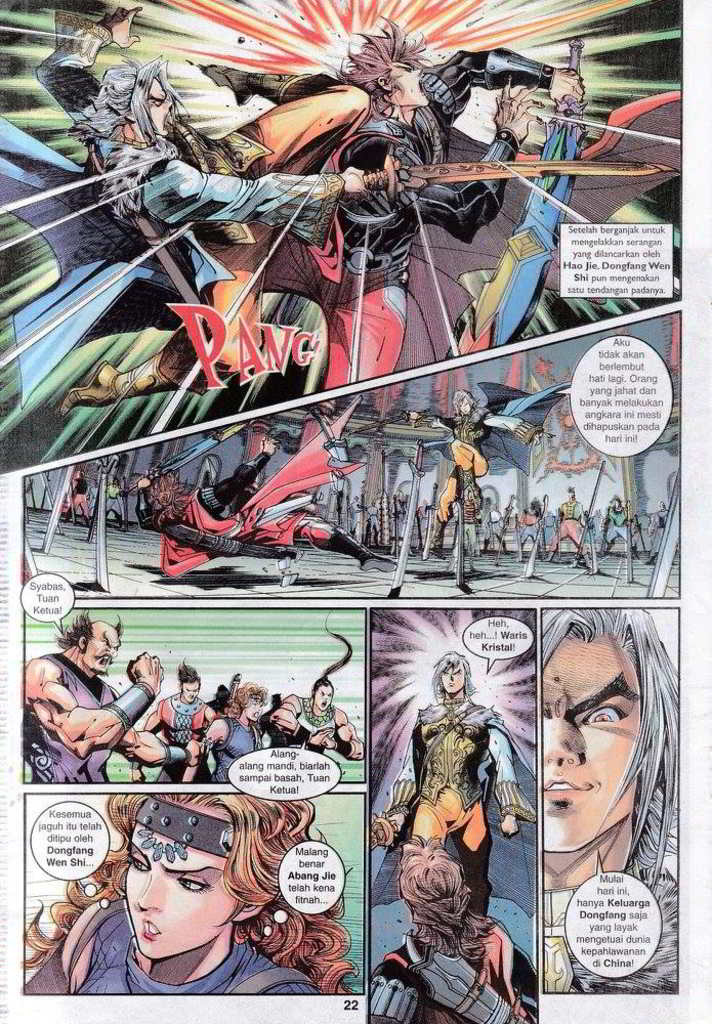 Setelah berganjak untuk
mengelakkan serangan
yang dilancarkan oleh
Hao Jie, Dongfang Wen
Shi pun mengenakan
satu tendangan padanya.
PANG
Aku
tidak akan
berlembut
hati lagi. Orang
yang jahat dan
banyak melakukan
angkara ini mesti
dihapuskan pada
hari ini!
Syabas,
Tuan
Ketua!
Alang-
alang mandi, biarlah
sampai basah, Tuan
Ketua!
Heh,
heh...! Waris
Kristal!
Kesemua
jaguh itu telah
ditipu oleh
Dongfang
Wen Shi...
Malang
benar
Abang Jie
telah kena
fitnah...
Mulai
hari ini,
hanya Keluarga
Dongfang saja
yang layak
mengetuai dunia
kepahlawanan
di China!
22